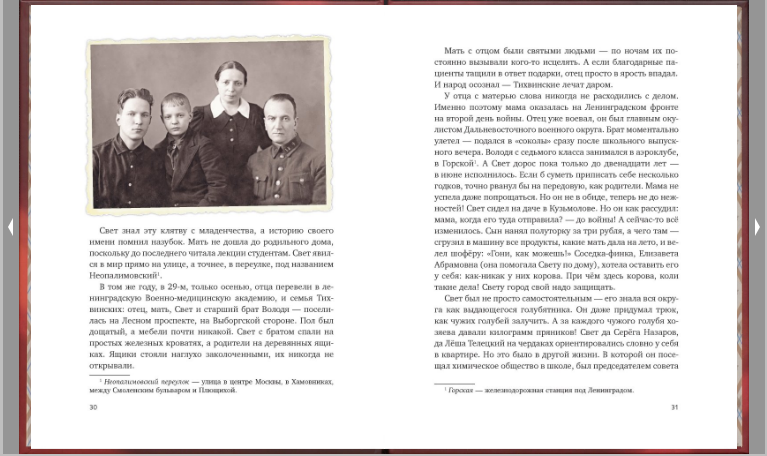 Свет знал эту клятву с младенчества, а историю своего
имени помнил назубок. Мать не дошла до родильного дома,
поскольку до последнего читала лекции студентам. Свет явил-
ся в мир прямо на улице, а точнее, в переулке, под названием
Неопалимовский¹.
В том же году, в 29-м, только осенью, отца перевели в ле-
нинградскую Военно-медицинскую академию, и семья Тих-
винских: отец, мать, Свет и старший брат Володя — посели-
лась на Лесном проспекте, на Выборгской стороне. Пол был
дощатый, а мебели почти никакой. Свет с братом спали на
простых железных кроватях, а родители на деревянных ящи-
ках. Ящики стояли наглухо заколоченными, их никогда не
открывали.
¹ Неопалимовский переулок — улица в центре Москвы, в Хамовниках,
между Смоленским бульваром и Плющихой.
30
Мать с отцом были святыми людьми — по ночам их по-
стоянно вызывали кого-то исцелять. А если благодарные па-
циенты тащили в ответ подарки, отец просто в ярость впадал.
И народ осознал — Тихвинские лечат даром.
У отца с матерью слова никогда не расходились с делом.
Именно поэтому мама оказалась на Ленинградском фронте
на второй день войны. Отец уже воевал, он был главным оку-
листом Дальневосточного военного округа. Брат моментально
улетел — подался в «соколы» сразу после школьного выпуск-
ного вечера. Володя с седьмого класса занимался в аэроклубе,
в Горской¹. А Свет дорос пока только до двенадцати лет —
в июне исполнилось. Если б суметь приписать себе несколько
годков, точно рванул бы на передовую, как родители. Мама не
успела даже попрощаться. Но он не в обиде, теперь не до неж-
ностей! Свет сидел на даче в Кузьмолове. Но он как рассудил:
мама, когда его туда отправила? — до войны! А сейчас-то всё
изменилось. Сын нанял полуторку за три рубля, а чего там —
сгрузил в машину все продукты, какие мать дала на лето, и ве-
лел шофёру: «Гони, как можешь!» Соседка-финка, Елизавета
Абрамовна (она помогала Свету по дому), хотела оставить его
у себя: как-никак у них корова. При чём здесь корова, коли
такие дела! Свету город свой надо защищать.
Свет был не просто самостоятельным — его знала вся окру-
га как выдающегося голубятника. Он даже придумал трюк,
как чужих голубей залучить. А за каждого чужого голубя хо-
зяева давали килограмм пряников! Свет да Серёга Назаров,
да Лёша Телецкий на чердаках ориентировались словно у себя
в квартире. Но это было в другой жизни. В которой он посе-
щал химическое общество в школе, был председателем совета
¹ Горская — железнодорожная станция под Ленинградом.
31